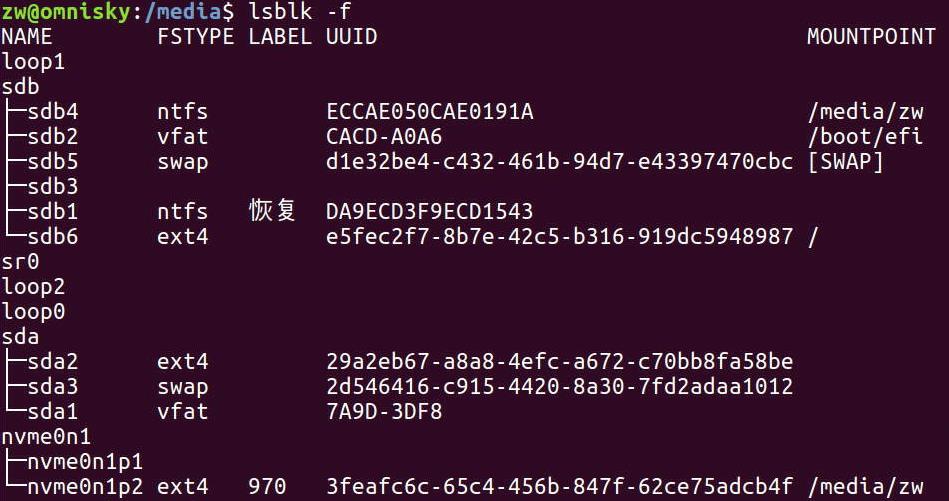 zw@omnisky:/media$ lsblk -f
NAME        FSTYPE LABEL UUID                                 MOUNTPOINT
loop1
sdb
├─sdb4      ntfs         ECCAE050CAE0191A                     /media/zw
├─sdb2      vfat         CACD-A0A6                            /boot/efi
├─sdb5      swap         d1e32be4-c432-461b-94d7-e43397470cbc [SWAP]
├─sdb3
├─sdb1      ntfs   恢复  DA9ECD3F9ECD1543
└─sdb6      ext4         e5fec2f7-8b7e-42c5-b316-919dc5948987 /
sr0
loop2
loop0
sda
├─sda2      ext4         29a2eb67-a8a8-4efc-a672-c70bb8fa58be
├─sda3      swap         2d546416-c915-4420-8a30-7fd2adaa1012
└─sda1      vfat         7A9D-3DF8
nvme0n1
├─nvme0n1p1
└─nvme0n1p2 ext4   970   3feafc6c-65c4-456b-847f-62ce75adcb4f /media/zw